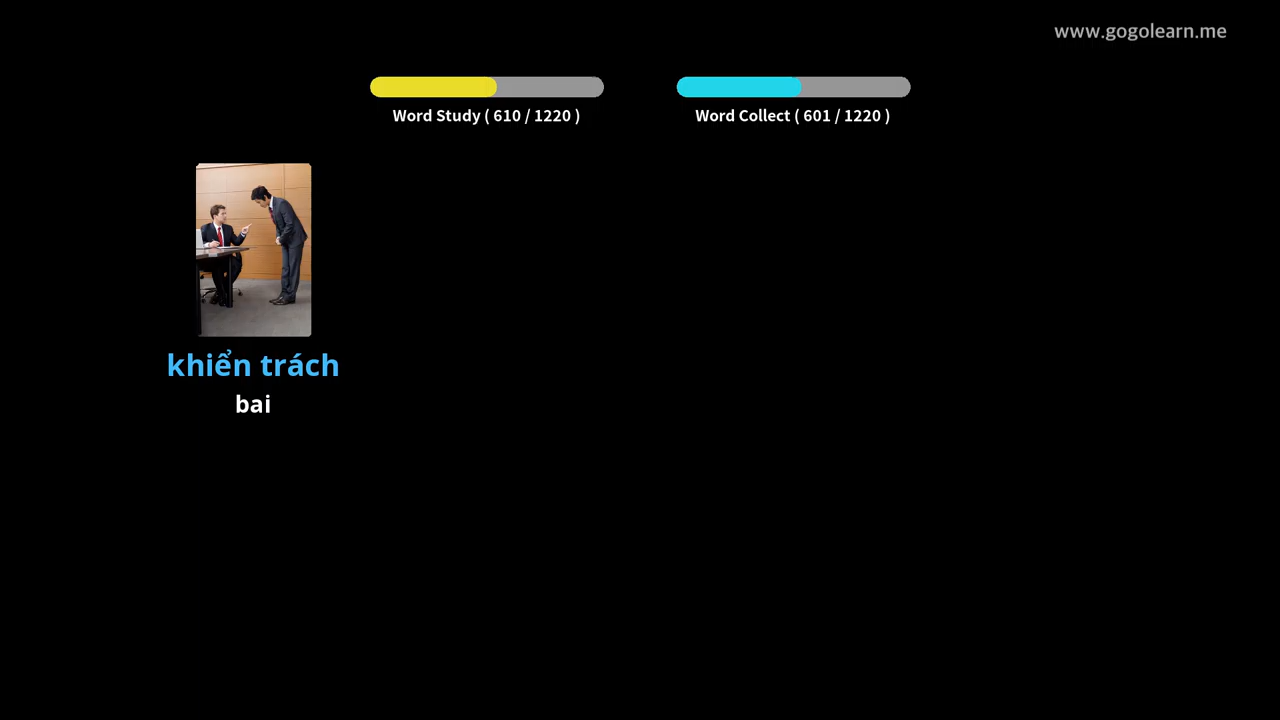 www.gogolearn.me
Word Study ( 610 / 1220 )
Word Collect ( 601 / 1220 )
khiển trách
bai